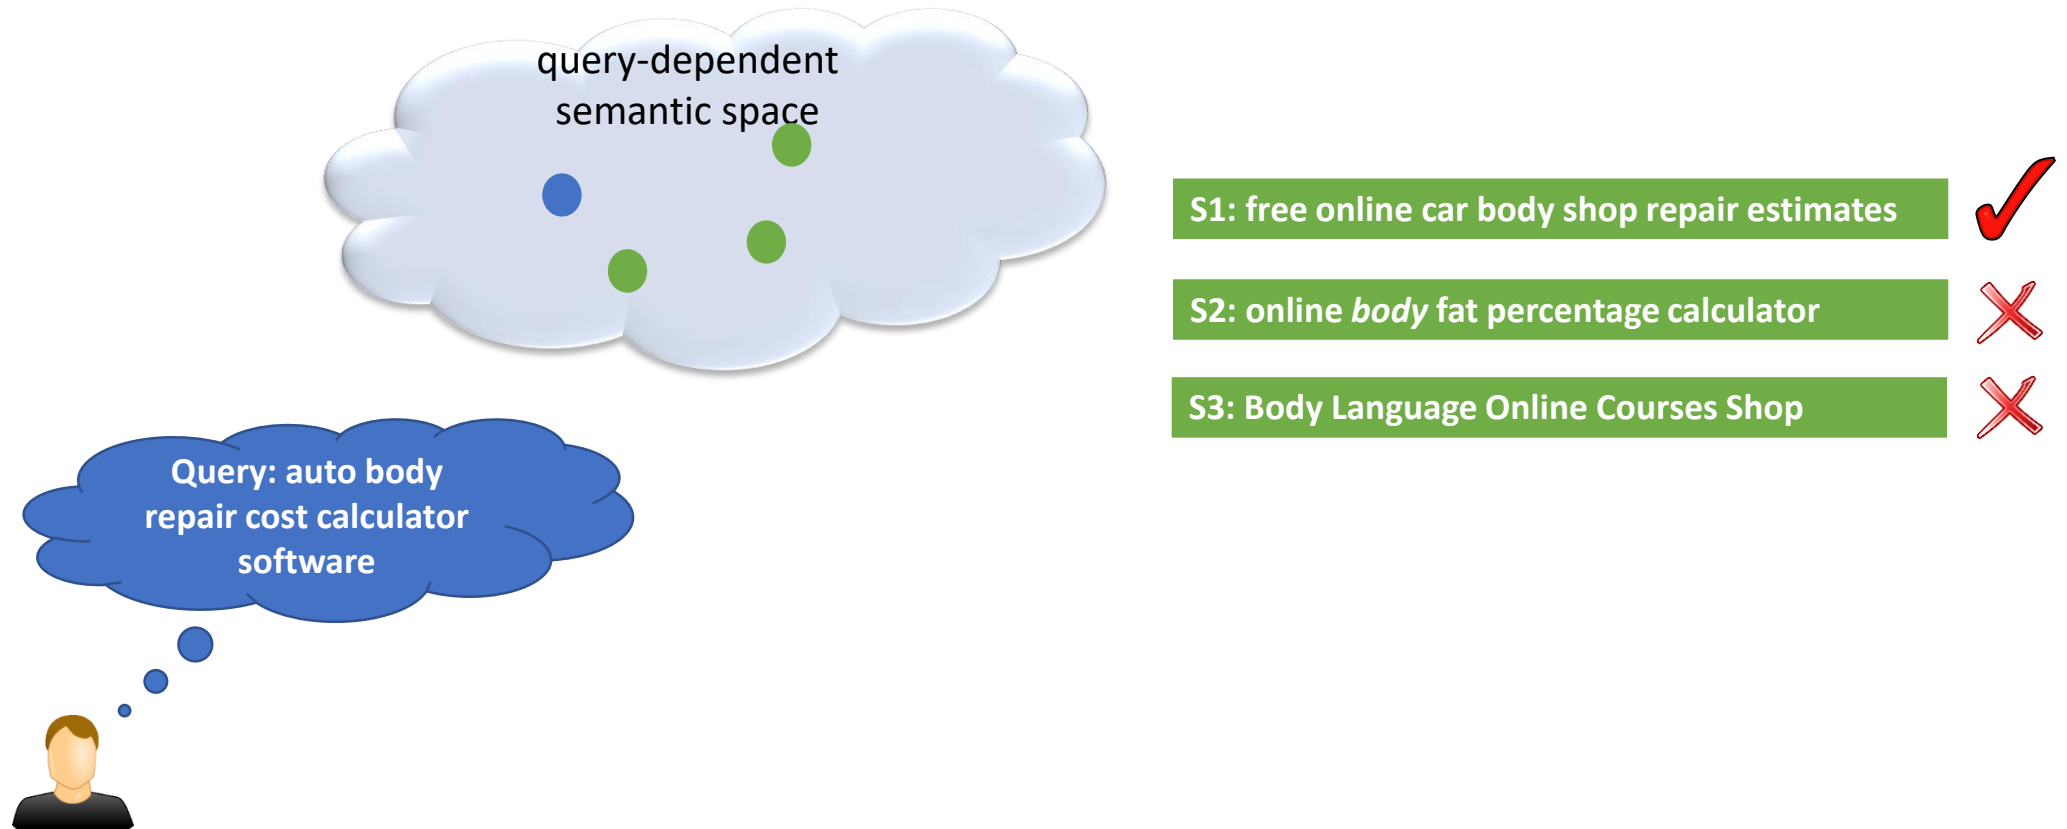 query-dependent
semantic space
S1: free online car body shop repair estimates
S2: online body fat percentage calculator
S3: Body Language Online Courses Shop
Query: auto body
repair cost calculator
software